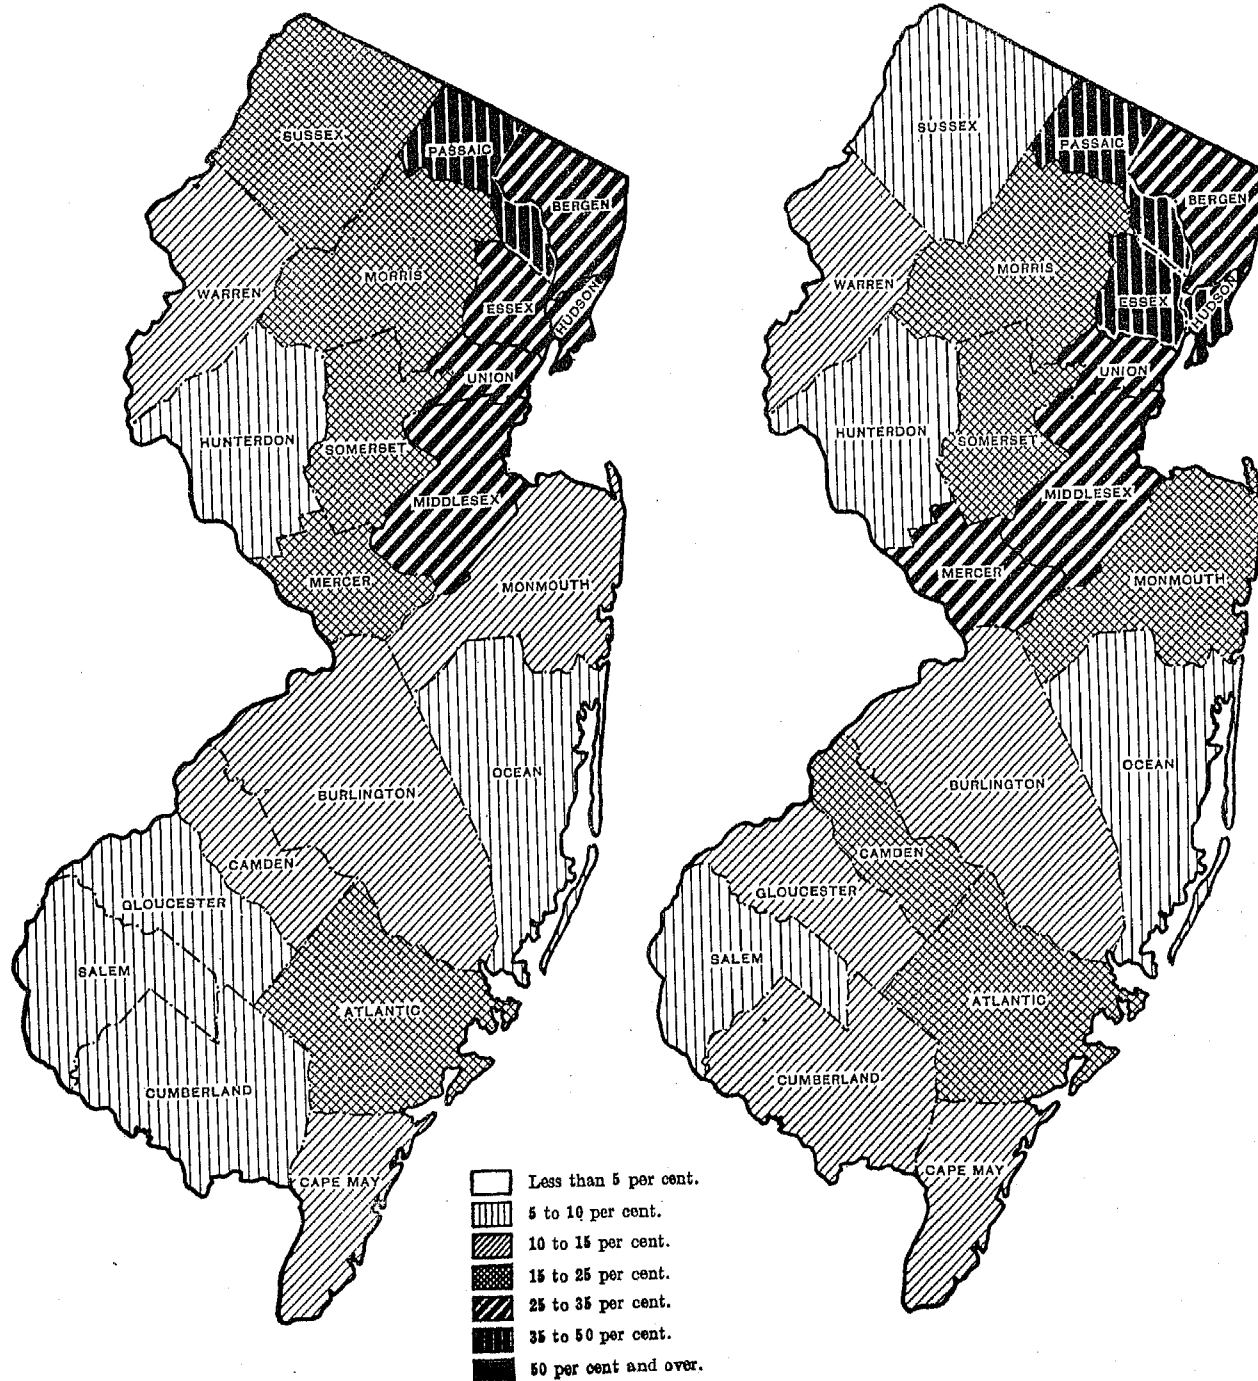 SUSSEX
PASSAIC
BERGEN
WARREN
MORRIS
ESSEX
HUDSON
UNION
HUNTERDON
SOMERSET
MIDDLESEX
MERCER
MONMOUTH
OCEAN
BURLINGTON
CAMDEN
GLOUCESTER
SALEM
ATLANTIC
CUMBERLAND
CAPE MAY
SUSSEX
PASSAIC
BERGEN
MORRIS
WARREN
ESSEX
HUDSON
UNION
HUNTERDON
SOMERSET
MIDDLESEX
MERCER
MONMOUTH
OCEAN
BURLINGTON
CAMDEN
GLOUCESTER
SALEM
ATLANTIC
CUMBERLAND
CAPE MAY
Less than 5 per cent.
5 to 10 per cent.
10 to 15 per cent.
15 to 25 per cent.
25 to 35 per cent.
35 to 50 per cent.
50 per cent and over.